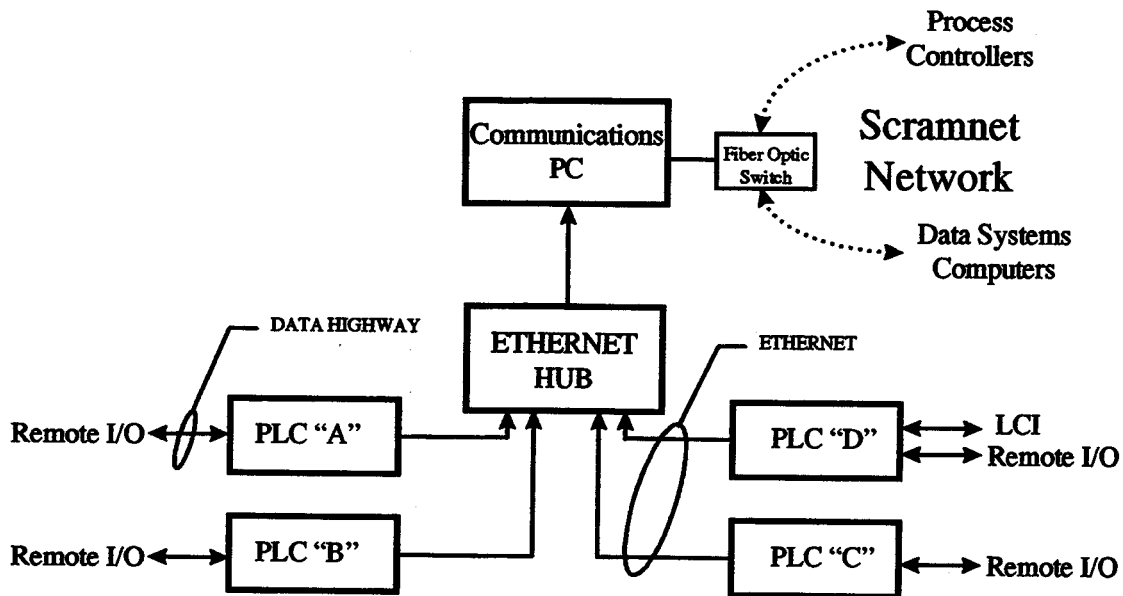 Process
Controllers
Communications
PC
Fiber Optic
Switch
Scramnet
Network
Data Systems
Computers
DATA HIGHWAY
ETHERNET
HUB
ETHERNET
Remote I/O
PLC “A”
PLC “D”
LCI
Remote I/O
Remote I/O
PLC “B”
PLC “C”
Remote I/O